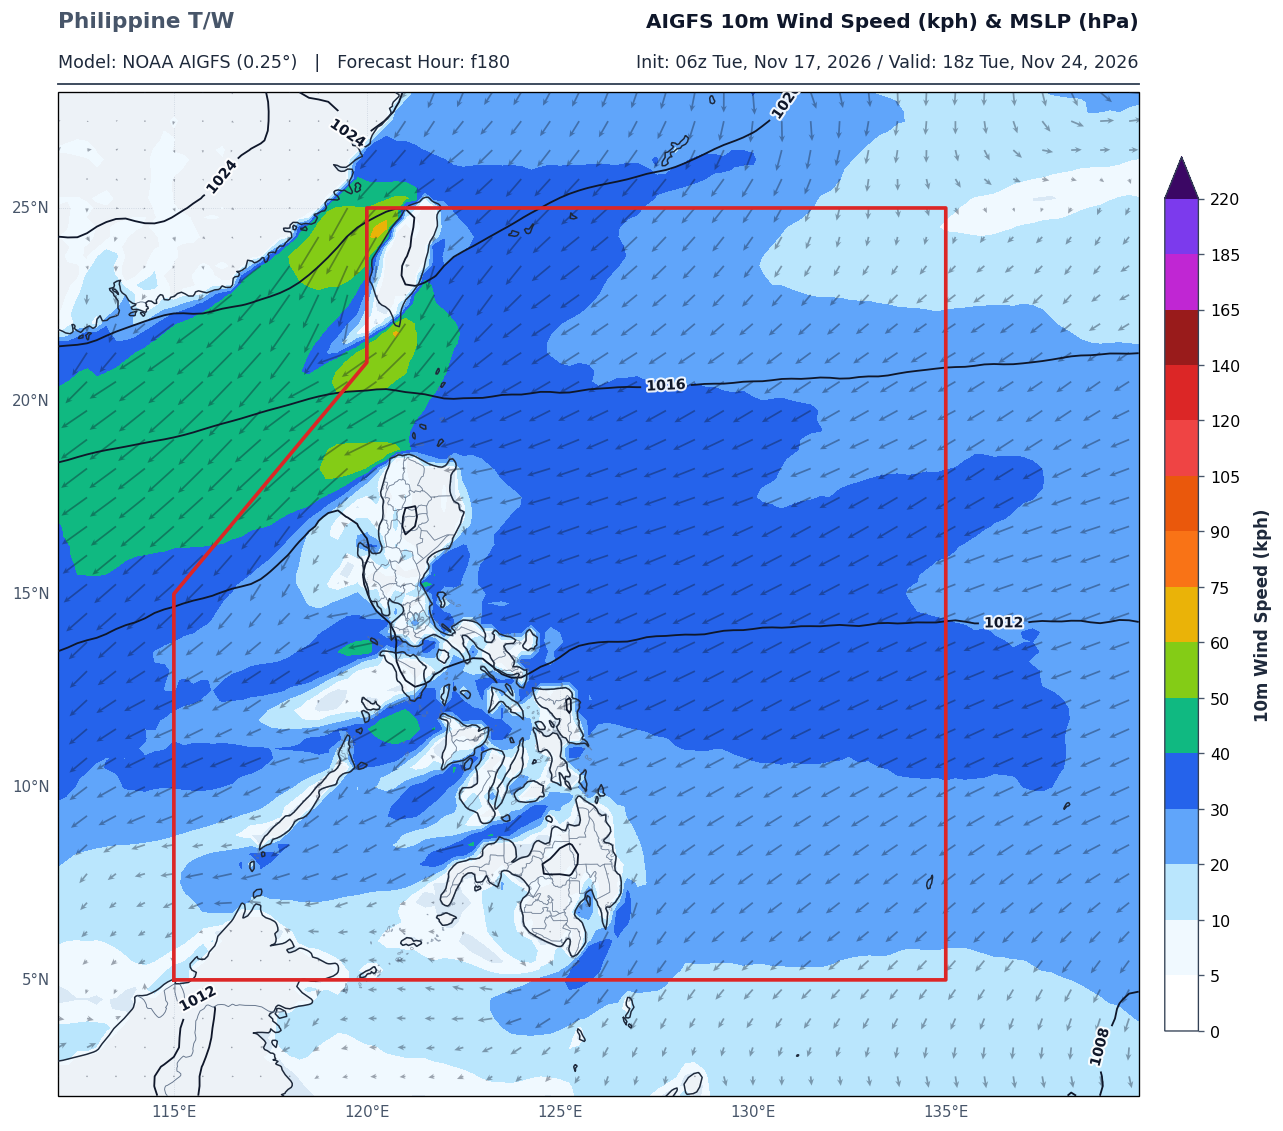 Philippine T/W
AIGFS 10m Wind Speed (kph) & MSLP (hPa)
Model: NOAA AIGFS (0.25°) | Forecast Hour: f180
Init: 06z Tue, Nov 17, 2026 / Valid: 18z Tue, Nov 24, 2026
1024
1024
1016
1012
1012
1008
25°N
20°N
15°N
10°N
5°N
115°E
120°E
125°E
130°E
135°E
220
185
165
140
120
105
90
75
60
50
40
30
20
10
5
0
10m Wind Speed (kph)